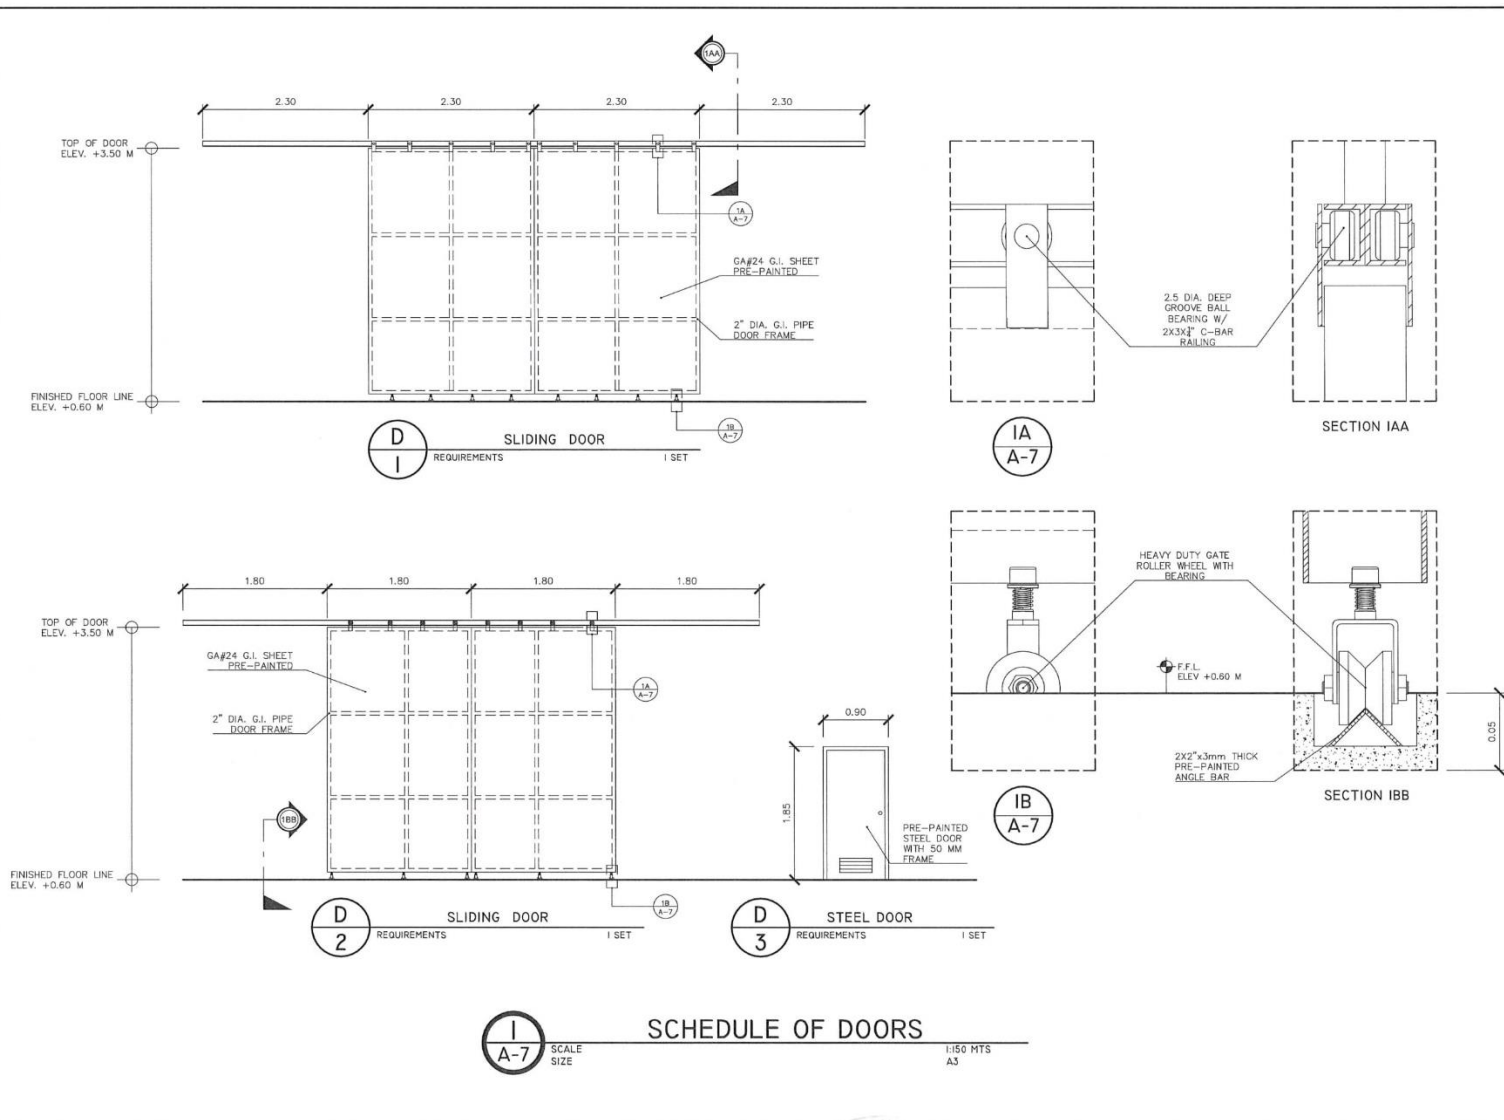 1AA
2.30
2.30
2.30
2.30
TOP OF DOOR
ELEV. +3.50 M
1A
A-7
GA#24 G.I. SHEET
PRE-PAINTED
2" DIA. G.I. PIPE
DOOR FRAME
FINISHED FLOOR LINE
ELEV. +0.60 M
1B
A-7
D
1
SLIDING DOOR
REQUIREMENTS
1 SET
2.5 DIA. DEEP
GROOVE BALL
BEARING W/
2X3X¼" C-BAR
RAILING
1A
A-7
SECTION 1AA
1.80
1.80
1.80
1.80
TOP OF DOOR
ELEV. +3.50 M
GA#24 G.I. SHEET
PRE-PAINTED
2" DIA. G.I. PIPE
DOOR FRAME
1A
A-7
1BB
FINISHED FLOOR LINE
ELEV. +0.60 M
1B
A-7
D
2
SLIDING DOOR
REQUIREMENTS
1 SET
0.90
1.85
PRE-PAINTED
STEEL DOOR
WITH 50 MM
FRAME
D
3
STEEL DOOR
REQUIREMENTS
1 SET
HEAVY DUTY GATE
ROLLER WHEEL WITH
BEARING
F.F.L.
ELEV +0.60 M
0.05
2X2"x3mm THICK
PRE-PAINTED
ANGLE BAR
1B
A-7
SECTION 1BB
1
A-7
SCHEDULE OF DOORS
SCALE
1:150 MTS
SIZE
A3